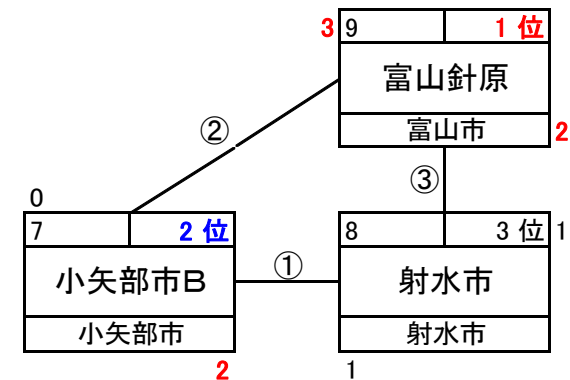 3 9 1 位
富山針原
富山市 2
②
③
0
7 2 位
小矢部市B
小矢部市
2
①
8 3 位 1
射水市
射水市
1